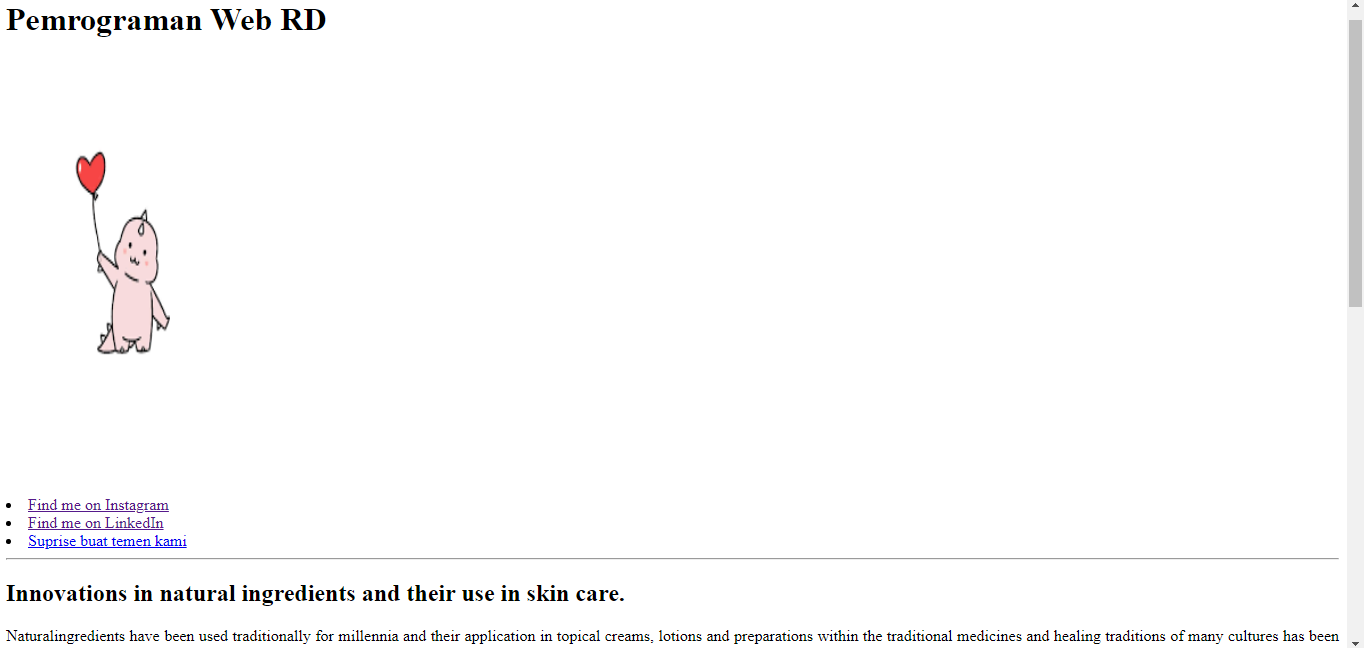 Pemrograman Web RD
Find me on Instagram
Find me on LinkedIn
Suprise buat temen kami
Innovations in natural ingredients and their use in skin care.
Naturalingredients have been used traditionally for millennia and their application in topical creams, lotions and preparations within the traditional medicines and healing traditions of many cultures has been